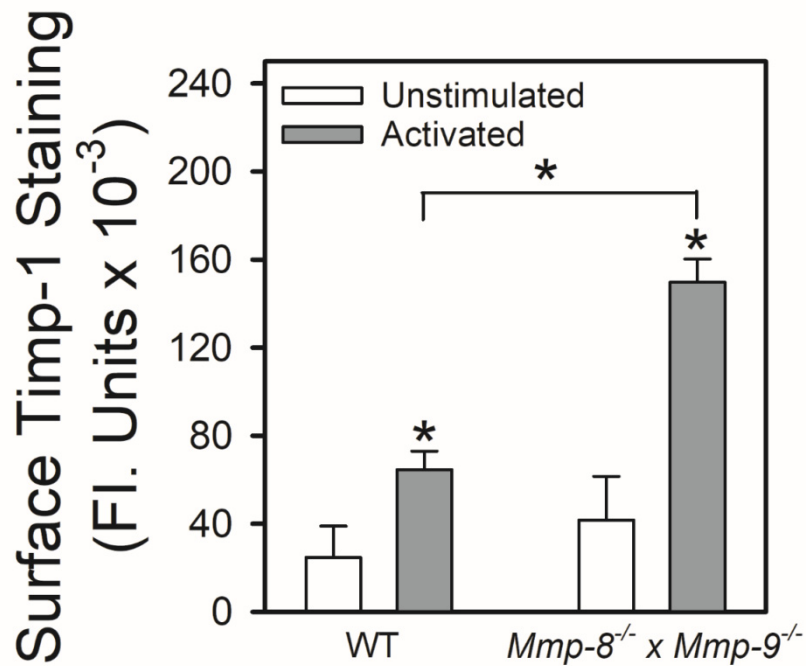 Surface Timp-1 Staining
(Fl. Units x 10⁻³)
240
200
160
120
80
40
0
Unstimulated
Activated
*
*
*
WT
Mmp-8⁻/⁻ x Mmp-9⁻/⁻